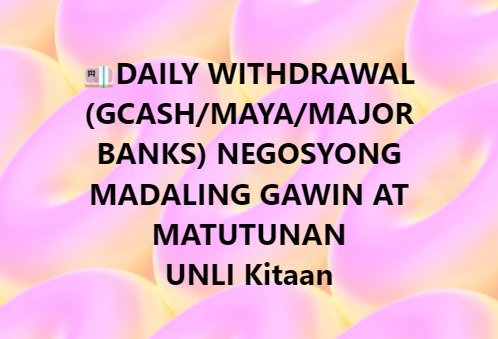 💴DAILY WITHDRAWAL
(GCASH/MAYA/MAJOR
BANKS) NEGOSYONG
MADALING GAWIN AT
MATUTUNAN
UNLI Kitaan